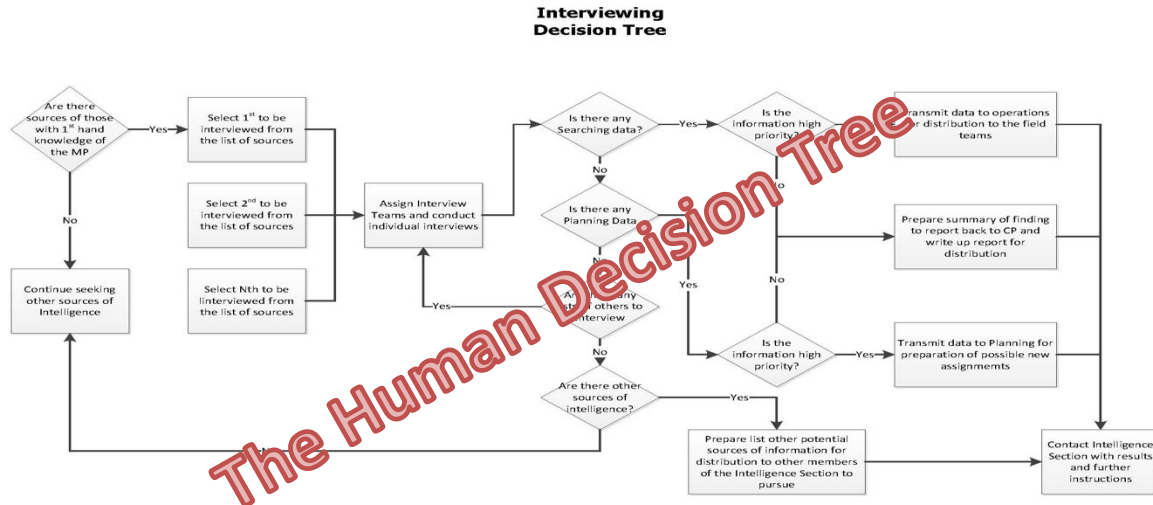 Interviewing
Decision Tree
Are there
sources of those
with 1st hand
knowledge of
the MP
Yes
No
Continue seeking
other sources of
Intelligence
Select 1st to be
interviewed from
the list of sources
Select 2nd to be
interviewed from
the list of sources
Select Nth to be
Iinterviewed from
the list of sources
Assign Interview
Teams and conduct
individual interviews
Is there any
Searching data?
Yes
No
Is there any
Planning Data
Yes
others to
interview
Yes
No
Are there other
sources of
intelligence?
Yes
Is the
information high
priority?
No
Is the
information high
priority?
Yes
Transmit data to operations
for distribution to the field
teams
Prepare summary of finding
to report back to CP and
write up report for
distribution
Transmit data to Planning for
preparation of possible new
assignmemts
Prepare list other potential
sources of information for
distribution to other members
of the Intelligence Section to
pursue
Contact Intelligence
Section with results
and further
instructions
The Human Decision Tree